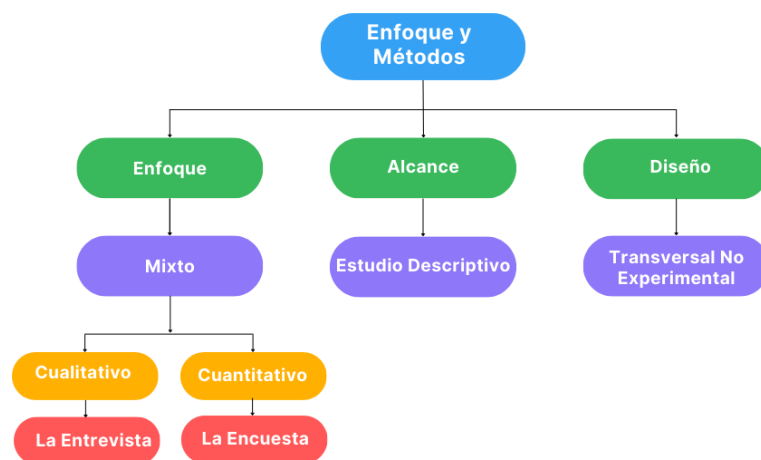 Enfoque y
Métodos
Enfoque
Alcance
Diseño
Mixto
Estudio Descriptivo
Transversal No
Experimental
Cualitativo
Cuantitativo
La Entrevista
La Encuesta